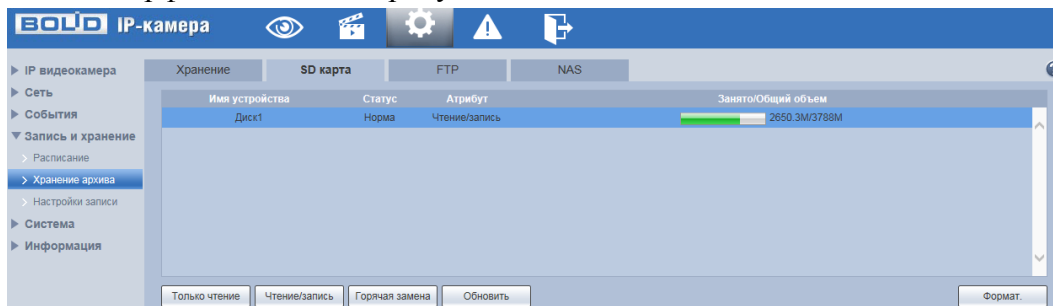 BOLID IP-камера
IP видеокамера
Сеть
События
Запись и хранение
Расписание
Хранение архива
Настройки записи
Система
Информация
Хранение SD карта FTP NAS
Имя устройства Статус Атрибут Занято/Общий объем
Диск1 Норма Чтение/запись 2650.3M/3788M
Только чтение Чтение/запись Горячая замена Обновить Формат.